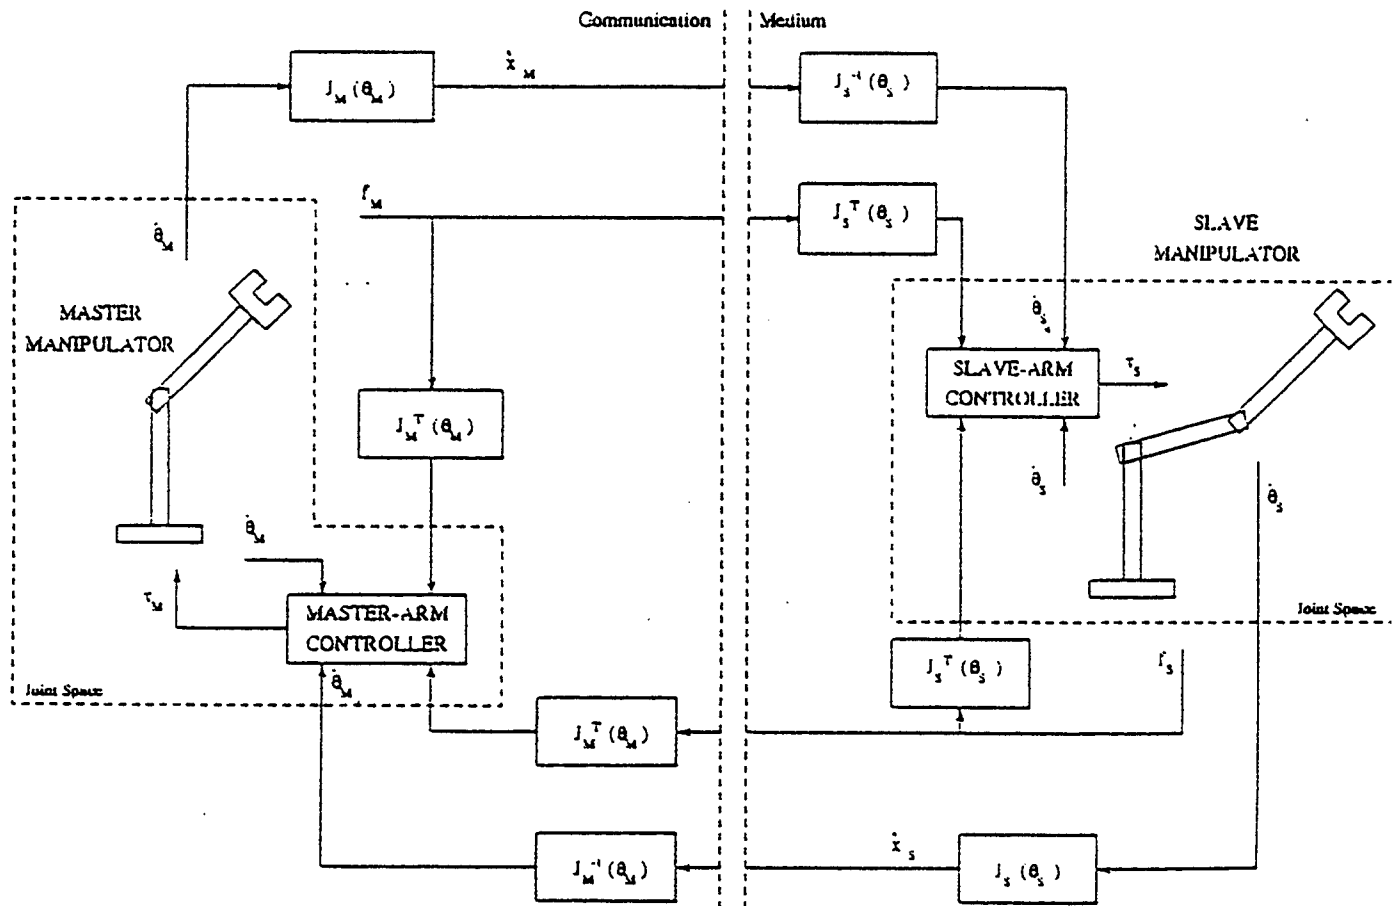 Communication Medium
ẋ_M
J_M(θ_M)
J_S⁻¹(θ_S)
f_M
J_S^T(θ_S)
θ̇_M
SLAVE
MANIPULATOR
MASTER
MANIPULATOR
θ̇_S
SLAVE-ARM
CONTROLLER
τ_S
J_M^T(θ_M)
θ̇_S
θ̇_S
θ̇_M
τ_M
MASTER-ARM
CONTROLLER
Joint Space
J_S^T(θ_S)
f_S
Joint Space
θ̇_M
J_M^T(θ_M)
J_M⁻¹(θ_M)
ẋ_S
J_S(θ_S)